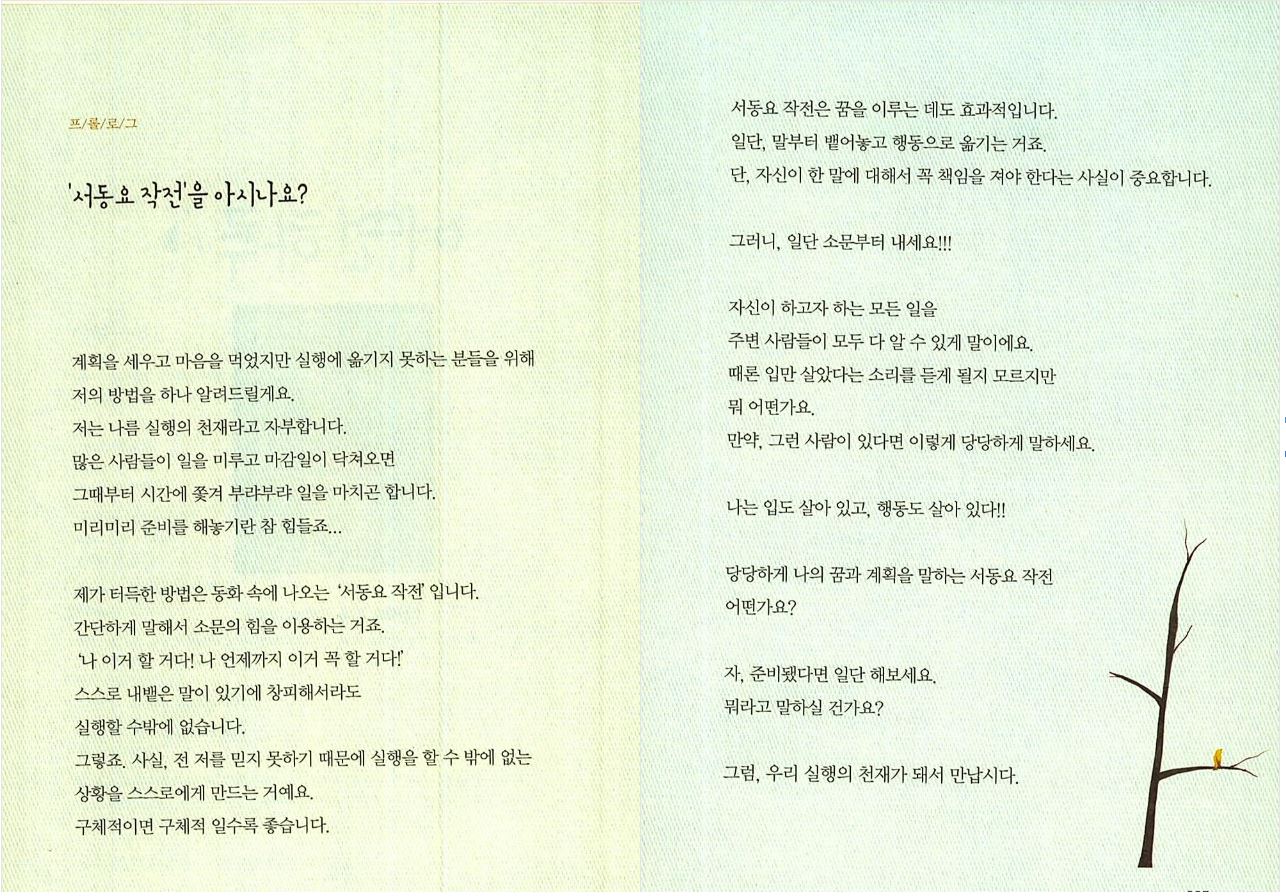 프/롤/로/그
'서동요 작전'을 아시나요?
계획을 세우고 마음을 먹었지만 실행에 옮기지 못하는 분들을 위해
저의 방법을 하나 알려드릴게요.
저는 나름 실행의 천재라고 자부합니다.
많은 사람들이 일을 미루고 마감일이 닥쳐오면
그때부터 시간에 쫓겨 부랴부랴 일을 마치곤 합니다.
미리미리 준비를 해놓기란 참 힘들죠...
제가 터득한 방법은 동화 속에 나오는 '서동요 작전' 입니다.
간단하게 말해서 소문의 힘을 이용하는 거죠.
'나 이거 할 거다! 나 언제까지 이거 꼭 할 거다!'
스스로 내뱉은 말이 있기에 창피해서라도
실행할 수밖에 없습니다.
그렇죠. 사실, 전 저를 믿지 못하기 때문에 실행을 할 수 밖에 없는
상황을 스스로에게 만드는 거예요.
구체적이면 구체적 일수록 좋습니다.
서동요 작전은 꿈을 이루는 데도 효과적입니다.
일단, 말부터 뱉어놓고 행동으로 옮기는 거죠.
단, 자신이 한 말에 대해서 꼭 책임을 져야 한다는 사실이 중요합니다.
그러니, 일단 소문부터 내세요!!!
자신이 하고자 하는 모든 일을
주변 사람들이 모두 다 알 수 있게 말이에요.
때론 입만 살았다는 소리를 듣게 될지 모르지만
뭐 어떤가요.
만약, 그런 사람이 있다면 이렇게 당당하게 말하세요.
나는 입도 살아 있고, 행동도 살아 있다!!
당당하게 나의 꿈과 계획을 말하는 서동요 작전
어떤가요?
자, 준비됐다면 일단 해보세요.
뭐라고 말하실 건가요?
그럼, 우리 실행의 천재가 돼서 만납시다.